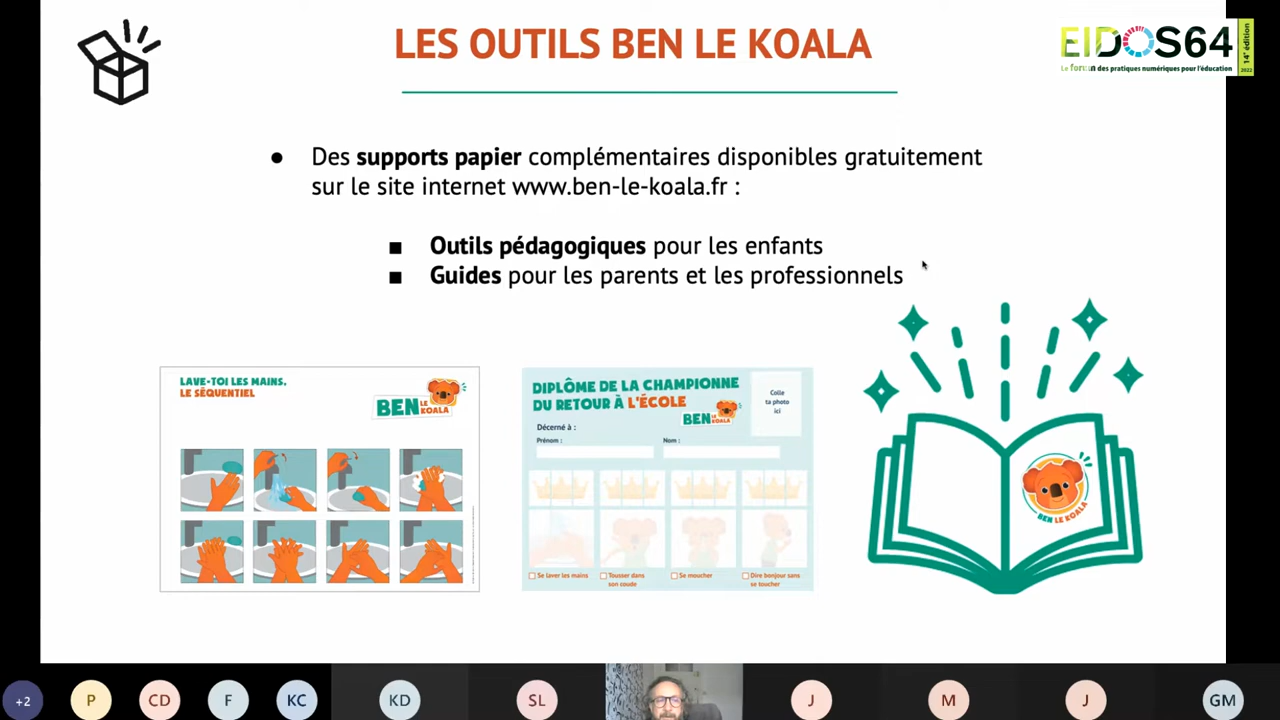 LES OUTILS BEN LE KOALA
EIDOS64
Le forum des pratiques numériques pour l'éducation
14e édition
2022
● Des supports papier complémentaires disponibles gratuitement
sur le site internet www.ben-le-koala.fr :
■ Outils pédagogiques pour les enfants
■ Guides pour les parents et les professionnels
LAVE-TOI LES MAINS.
LE SÉQUENTIEL
BEN LE KOALA
DIPLÔME DE LA CHAMPIONNE
DU RETOUR À L'ÉCOLE
BEN LE KOALA
Colle
ta photo
ici
Décerné à :
Prénom :
Nom :
Se laver les mains
Tousser dans
son coude
Se moucher
Dire bonjour sans
se toucher
BEN LE KOALA
+2
P
CD
F
KC
KD
SL
J
M
J
GM